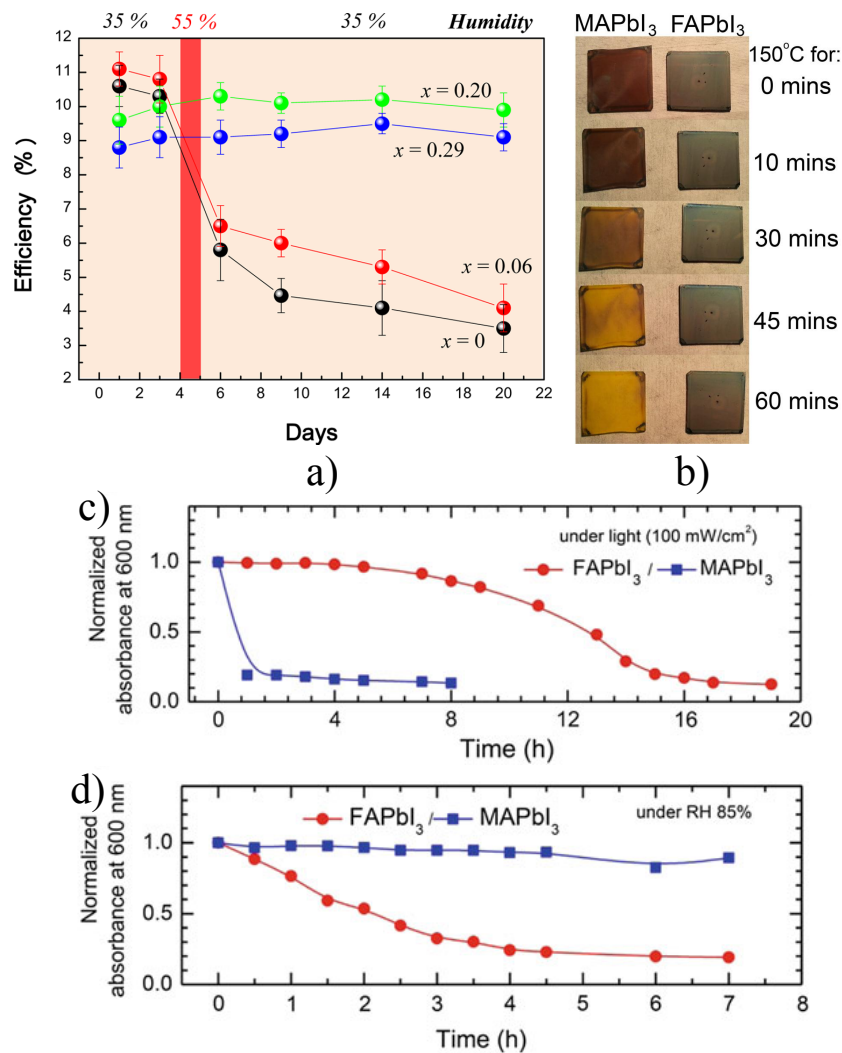 35 % 55 % 35 % Humidity
12
11
10
9
8
7
6
5
4
3
2
Efficiency (%)
x = 0.20
x = 0.29
x = 0.06
x = 0
0 2 4 6 8 10 12 14 16 18 20 22
Days
a)
MAPbI3 FAPbI3
150°C for:
0 mins
10 mins
30 mins
45 mins
60 mins
b)
c)
Normalized
absorbance at 600 nm
1.0
0.5
0.0
under light (100 mW/cm²)
FAPbI3 / MAPbI3
0 4 8 12 16 20
Time (h)
d)
Normalized
absorbance at 600 nm
1.0
0.5
0.0
FAPbI3 / MAPbI3
under RH 85%
0 1 2 3 4 5 6 7 8
Time (h)